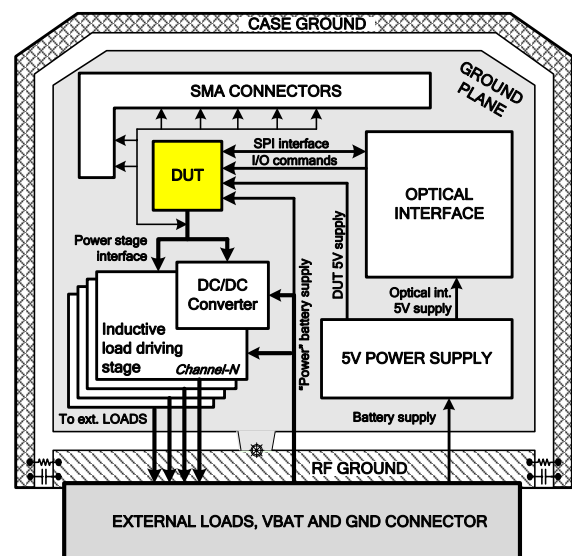 CASE GROUND
GROUND
PLANE
SMA CONNECTORS
SPI interface
I/O commands
DUT
OPTICAL
INTERFACE
Power stage
interface
DC/DC
Converter
"Power" battery supply
DUT 5V supply
Optical int.
5V supply
Inductive
load driving
stage
Channel-N
5V POWER SUPPLY
To ext. LOADS
Battery supply
RF GROUND
EXTERNAL LOADS, VBAT AND GND CONNECTOR